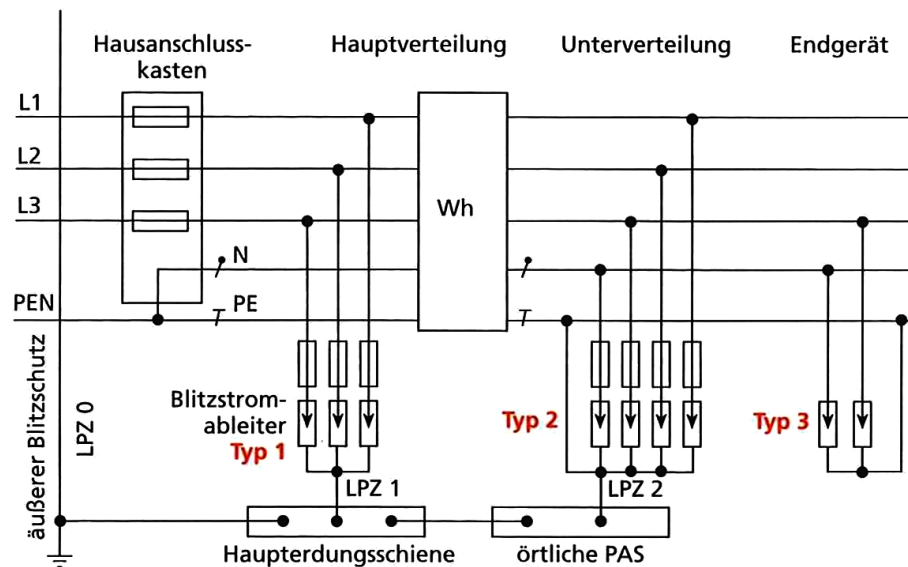 Hausanschluss-
kasten
Hauptverteilung
Unterverteilung
Endgerät
L1
L2
L3
Wh
N
PEN
PE
äußerer Blitzschutz
LPZ 0
Blitzstrom-
ableiter
Typ 1
Typ 2
Typ 3
LPZ 1
LPZ 2
Haupterdungsschiene
örtliche PAS